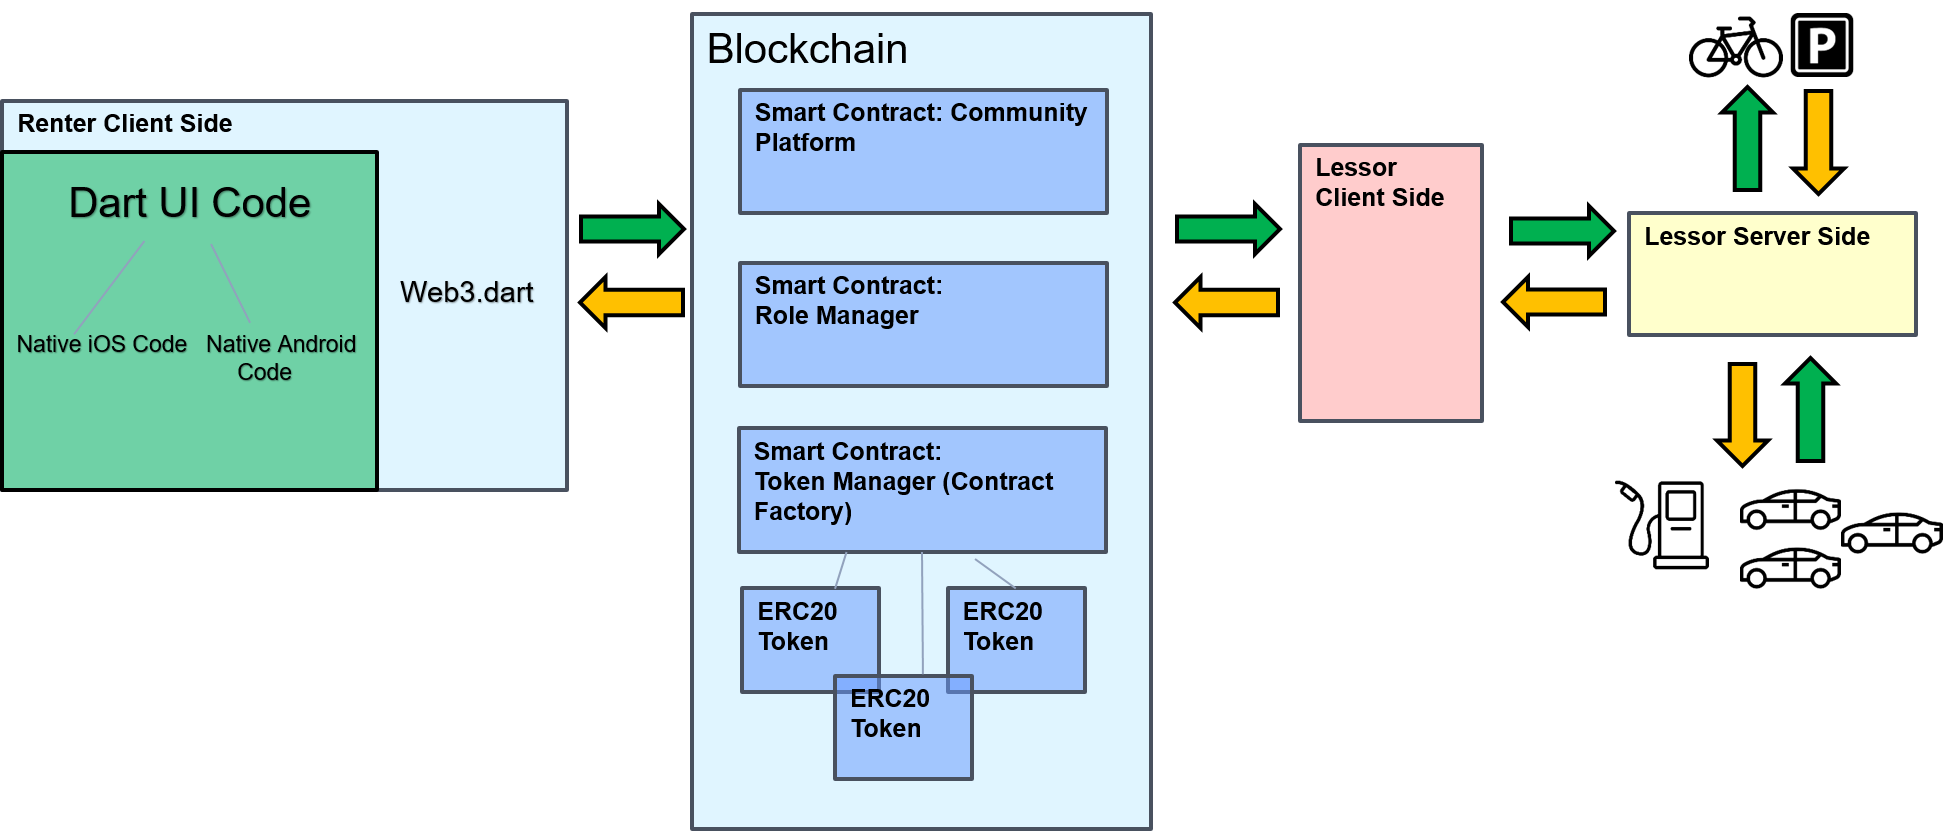 Renter Client Side
Dart UI Code
Native iOS Code
Native Android
Code
Web3.dart
Blockchain
Smart Contract: Community
Platform
Smart Contract:
Role Manager
Smart Contract:
Token Manager (Contract
Factory)
ERC20
Token
ERC20
Token
ERC20
Token
Lessor
Client Side
P
Lessor Server Side